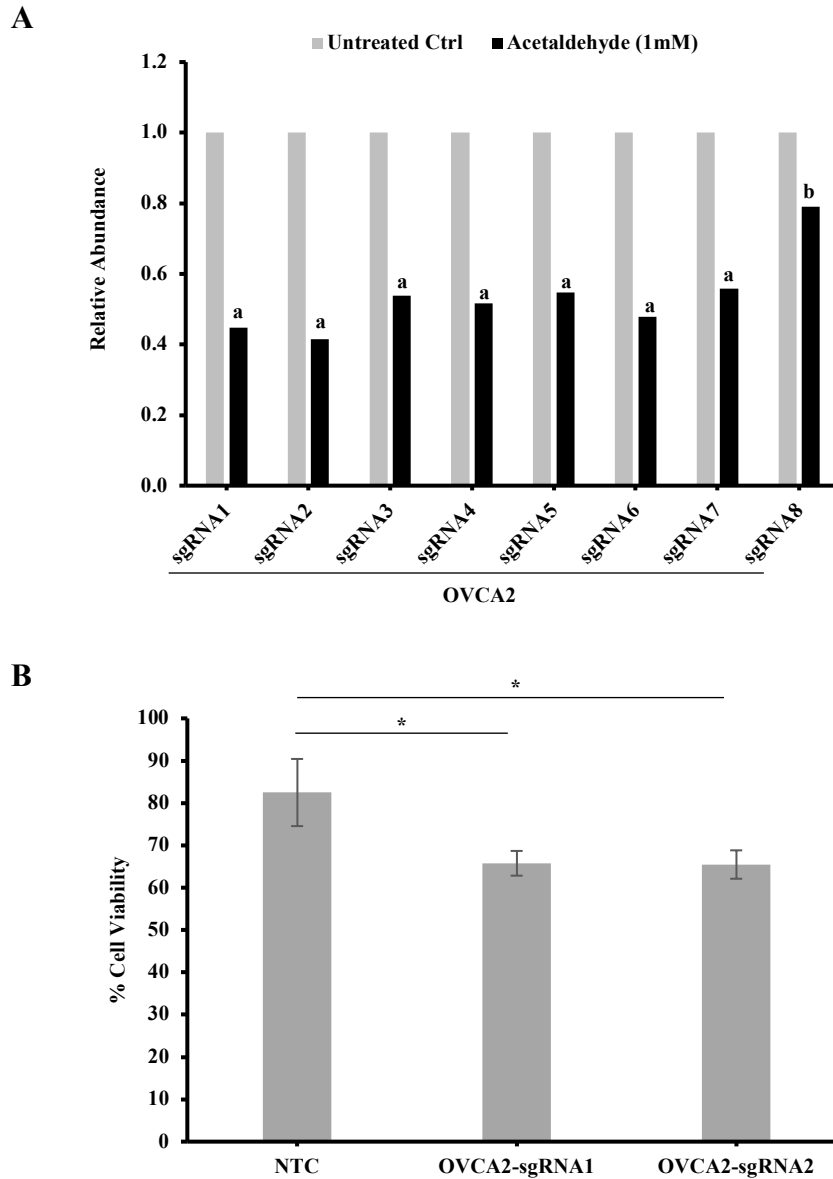 A
Untreated Ctrl Acetaldehyde (1mM)
1.2
1.0
0.8
0.6
0.4
0.2
0.0
Relative Abundance
a
a
a
a
a
a
a
b
sgRNA1
sgRNA2
sgRNA3
sgRNA4
sgRNA5
sgRNA6
sgRNA7
sgRNA8
OVCA2
B
*
*
100
90
80
70
60
50
40
30
20
10
0
% Cell Viability
NTC OVCA2-sgRNA1 OVCA2-sgRNA2